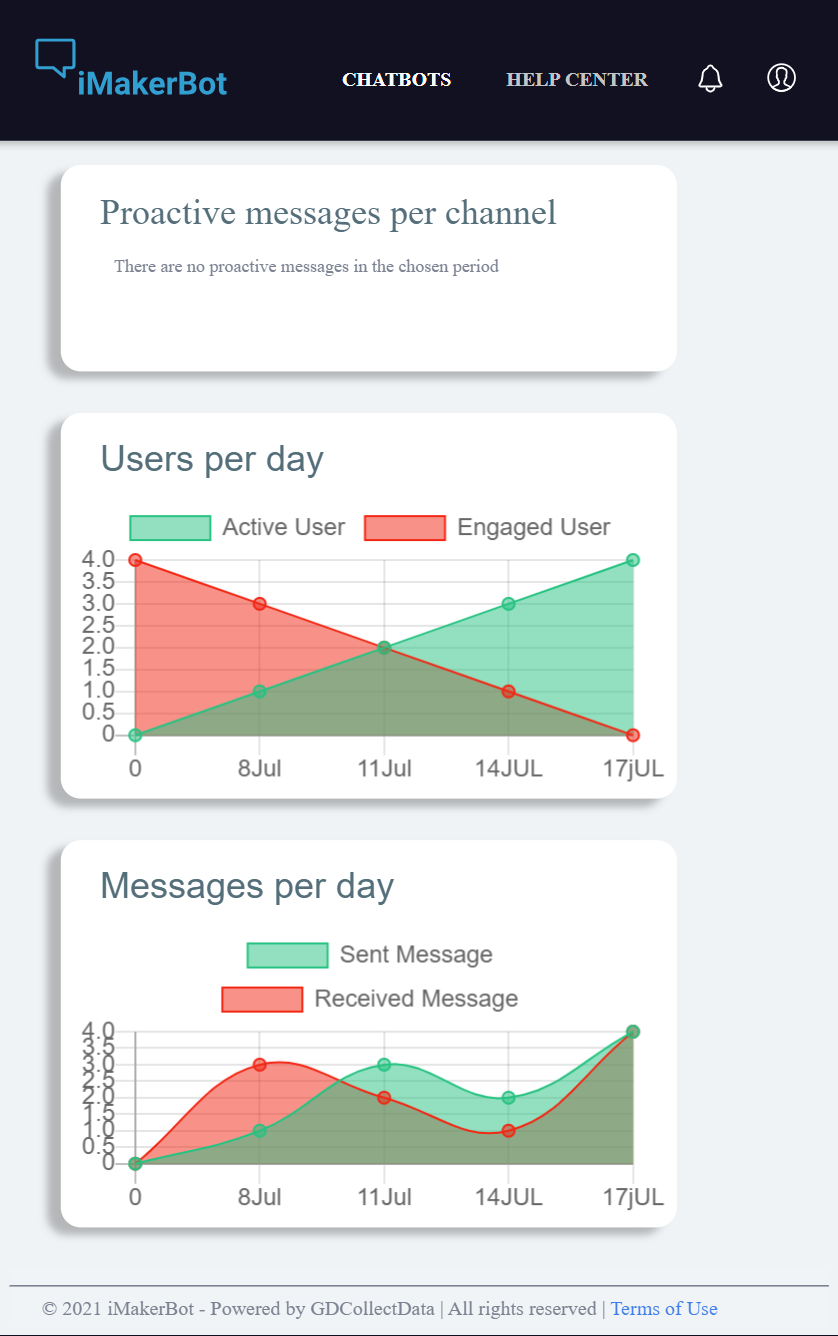 iMakerBot
CHATBOTS
HELP CENTER
Proactive messages per channel
There are no proactive messages in the chosen period
Users per day
Active User
Engaged User
4.0
3.5
3.0
2.5
2.0
1.5
1.0
0.5
0
0
8Jul
11Jul
14JUL
17jUL
Messages per day
Sent Message
Received Message
4.0
3.5
3.0
2.5
2.0
1.5
1.0
0.5
0
0
8Jul
11Jul
14JUL
17jUL
© 2021 iMakerBot - Powered by GDCollectData | All rights reserved | Terms of Use